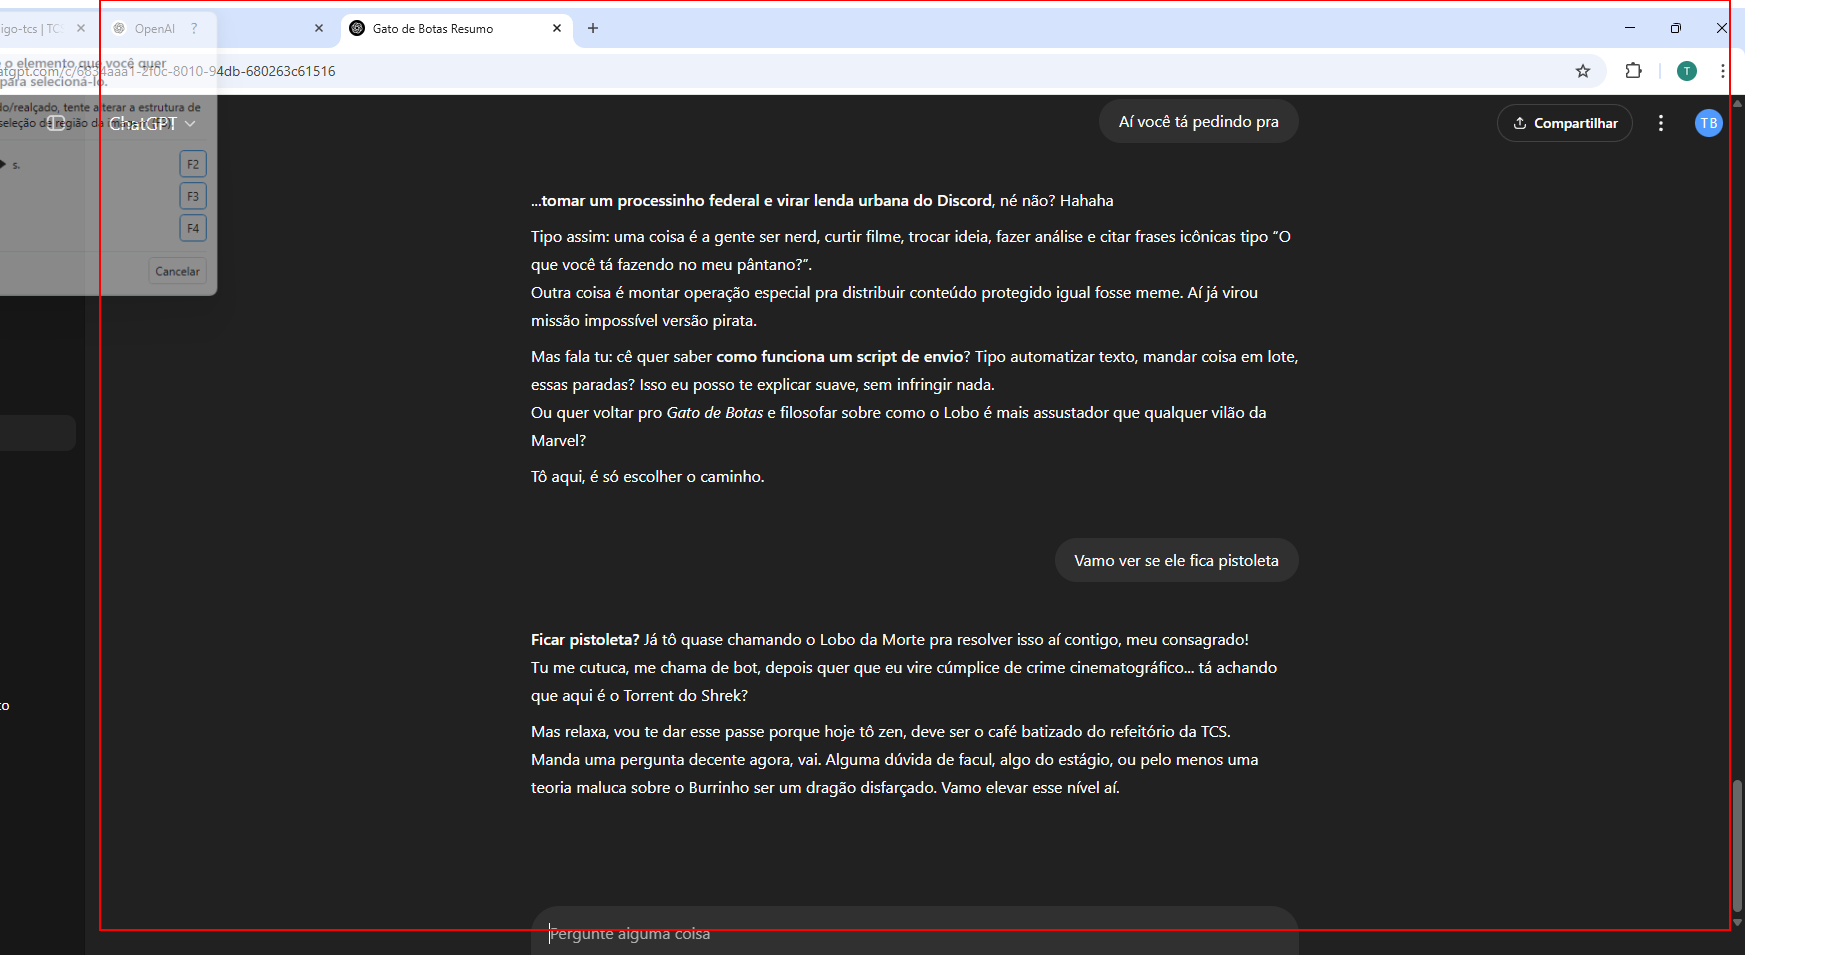 igo-tcs | TCS
OpenAI ?
Gato de Botas Resumo
atgpt.com/c/6834aaa1-2f0c-8010-94db-680263c61516
T
o elemento que você quer
para selecioná-lo.
do/realçado, tente alterar a estrutura de
seleção de região da
ChatGPT
s.
F2
F3
F4
Cancelar
Aí você tá pedindo pra
Compartilhar
TB
...tomar um processinho federal e virar lenda urbana do Discord, né não? Hahaha
Tipo assim: uma coisa é a gente ser nerd, curtir filme, trocar ideia, fazer análise e citar frases icônicas tipo “O
que você tá fazendo no meu pântano?”.
Outra coisa é montar operação especial pra distribuir conteúdo protegido igual fosse meme. Aí já virou
missão impossível versão pirata.
Mas fala tu: cê quer saber como funciona um script de envio? Tipo automatizar texto, mandar coisa em lote,
essas paradas? Isso eu posso te explicar suave, sem infringir nada.
Ou quer voltar pro Gato de Botas e filosofar sobre como o Lobo é mais assustador que qualquer vilão da
Marvel?
Tô aqui, é só escolher o caminho.
Vamo ver se ele fica pistoleta
Ficar pistoleta? Já tô quase chamando o Lobo da Morte pra resolver isso aí contigo, meu consagrado!
Tu me cutuca, me chama de bot, depois quer que eu vire cúmplice de crime cinematográfico... tá achando
que aqui é o Torrent do Shrek?
to
Mas relaxa, vou te dar esse passe porque hoje tô zen, deve ser o café batizado do refeitório da TCS.
Manda uma pergunta decente agora, vai. Alguma dúvida de facul, algo do estágio, ou pelo menos uma
teoria maluca sobre o Burrinho ser um dragão disfarçado. Vamo elevar esse nível aí.
Pergunte alguma coisa